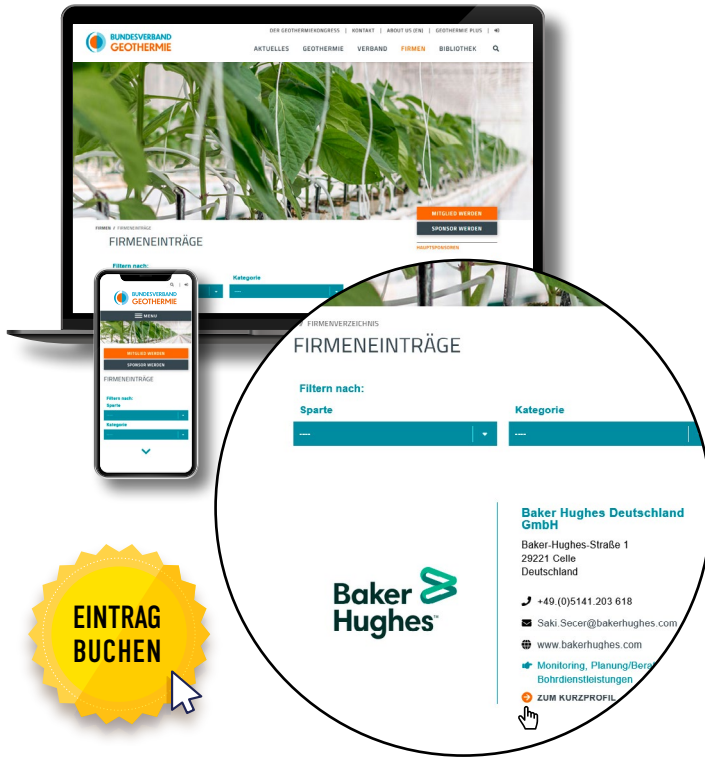 DER GEOTHERMIEKONGRESS | KONTAKT | ABOUT US (EN) | GEOTHERMIE PLUS |
BUNDESVERBAND
GEOTHERMIE
AKTUELLES GEOTHERMIE VERBAND FIRMEN BIBLIOTHEK
MITGLIED WERDEN
SPONSOR WERDEN
HAUPTSPONSOREN
FIRMEN // FIRMENEINTRÄGE
FIRMENEINTRÄGE
Filtern nach:
Kategorie
----
BUNDESVERBAND
GEOTHERMIE
MENU
MITGLIED WERDEN
SPONSOR WERDEN
FIRMENEINTRÄGE
Filtern nach:
Sparte
Kategorie
/ FIRMENVERZEICHNIS
FIRMENEINTRÄGE
Filtern nach:
Sparte
Kategorie
----
----
Baker
Hughes
Baker Hughes Deutschland
GmbH
Baker-Hughes-Straße 1
29221 Celle
Deutschland
+49.(0)5141.203 618
Saki.Secer@bakerhughes.com
www.bakerhughes.com
Monitoring, Planung/Bera
Bohrdienstleistungen
ZUM KURZPROFIL
EINTRAG
BUCHEN